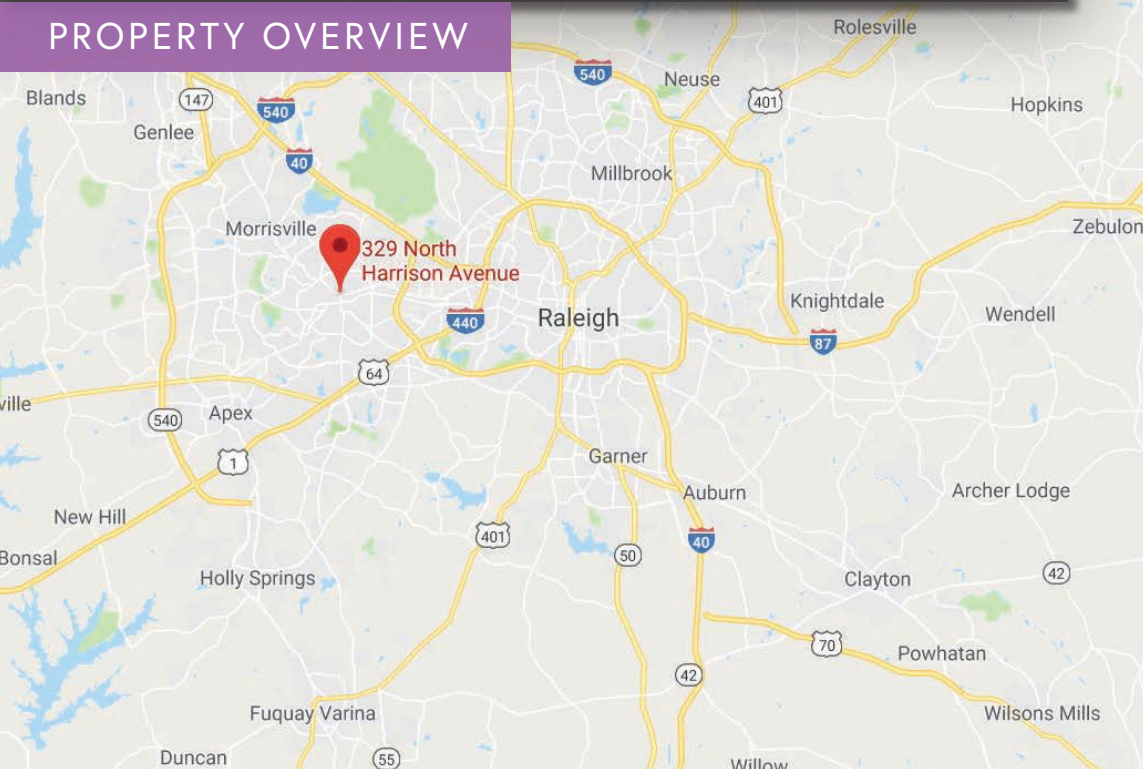 PROPERTY OVERVIEW
Rolesville
540
Neuse
Blands
147
540
401
Hopkins
Genlee
40
Millbrook
Morrisville
Zebulon
329 North
Harrison Avenue
Knightdale
440
Raleigh
Wendell
87
64
ville
540
Apex
1
Garner
Auburn
Archer Lodge
New Hill
401
40
Bonsal
50
Holly Springs
Clayton
42
70
Powhatan
42
Fuquay Varina
Wilsons Mills
Duncan
55
Willow